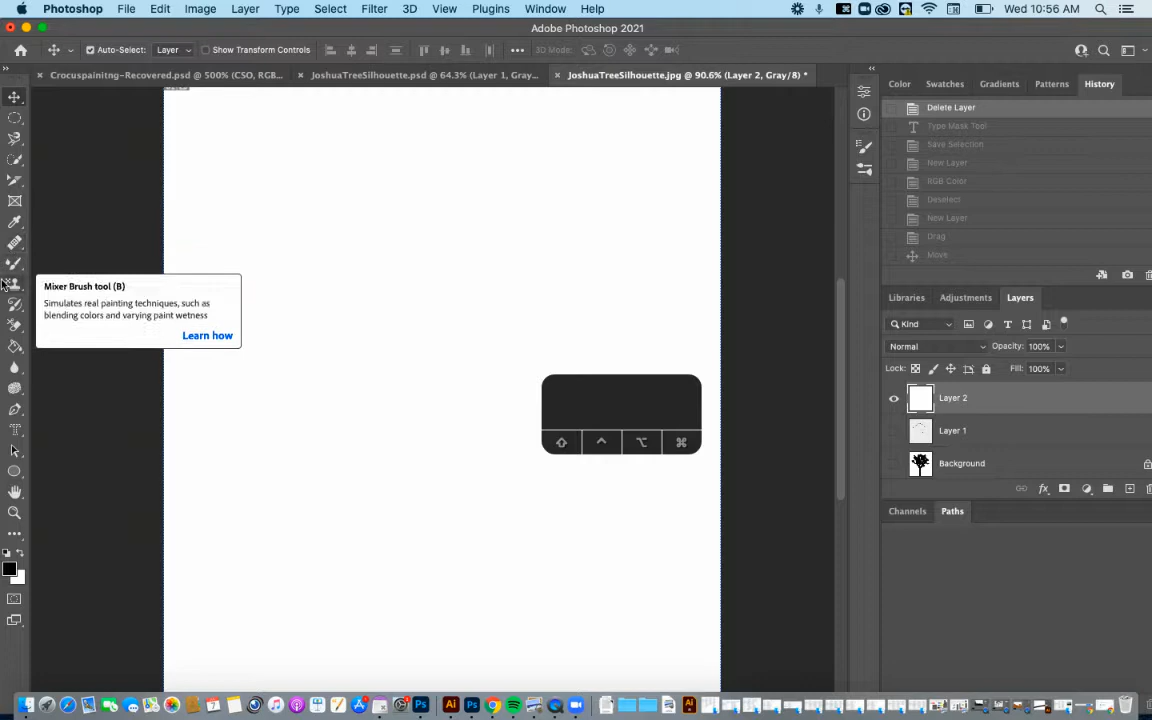 Photoshop File Edit Image Layer Type Select Filter 3D View Plugins Window Help Wed 10:56 AM
Adobe Photoshop 2021
Auto-Select: Layer Show Transform Controls 3D Mode:
Crocuspainitng-Recovered.psd @ 500% (CSO, RGB... JoshuaTreeSilhouette.psd @ 64.3% (Layer 1, Gray... JoshuaTreeSilhouette.jpg @ 90.6% (Layer 2, Gray/8) *
Color Swatches Gradients Patterns History
Delete Layer
Type Mask Tool
Save Selection
New Layer
RGB Color
Deselect
New Layer
Drag
Move
Mixer Brush tool (B)
Simulates real painting techniques, such as
blending colors and varying paint wetness
Learn how
Libraries Adjustments Layers
Kind
Normal Opacity: 100%
Lock: Fill: 100%
Layer 2
Layer 1
Background
Channels Paths